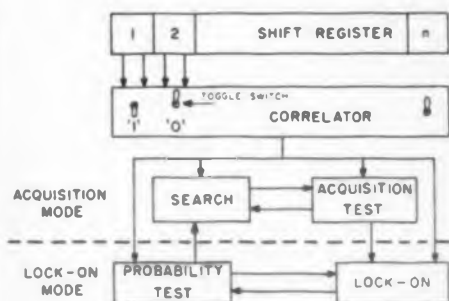 1 2 SHIFT REGISTER n
TOGGLE SWITCH
'1' '0' CORRELATOR
ACQUISITION
MODE
SEARCH
ACQUISITION
TEST
LOCK-ON
MODE
PROBABILITY
TEST
LOCK-ON